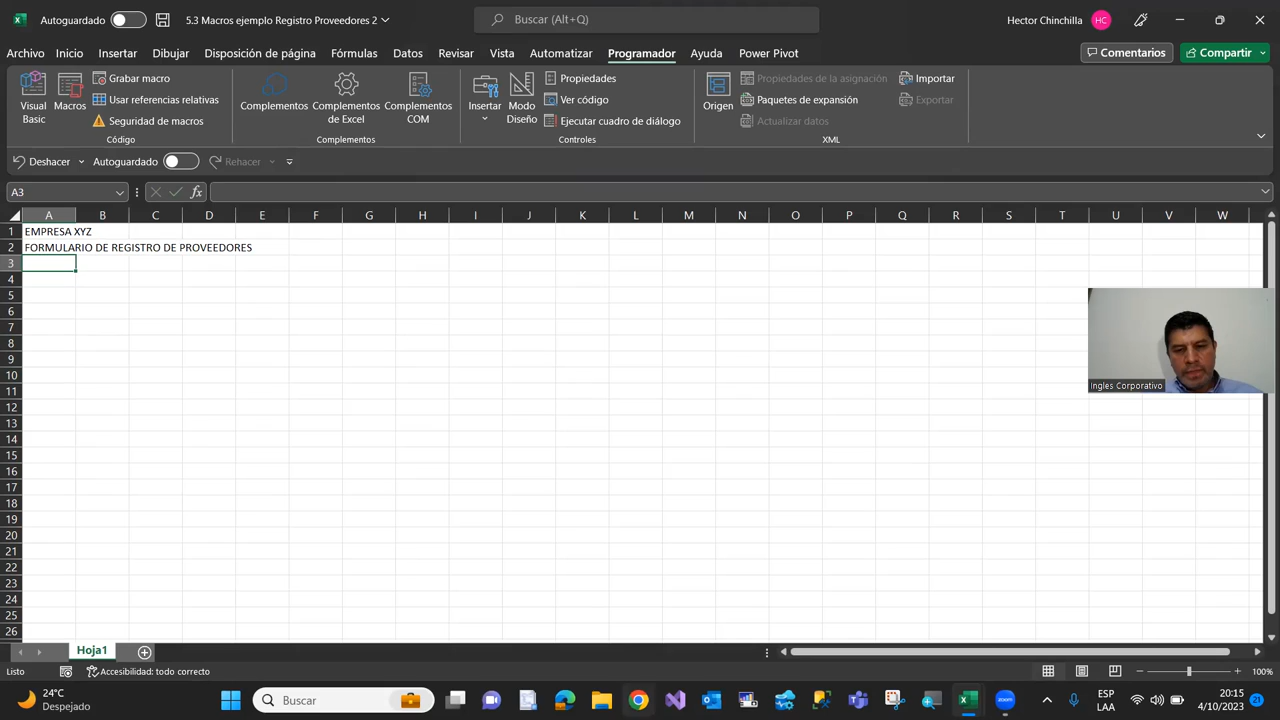 Autoguardado
5.3 Macros ejemplo Registro Proveedores 2
Buscar (Alt+Q)
Hector Chinchilla
HC
Archivo Inicio Insertar Dibujar Disposición de página Fórmulas Datos Revisar Vista Automatizar Programador Ayuda Power Pivot
Comentarios
Compartir
Visual Basic
Macros
Grabar macro
Usar referencias relativas
Seguridad de macros
Código
Complementos
Complementos de Excel
Complementos COM
Complementos
Insertar
Modo Diseño
Propiedades
Ver código
Ejecutar cuadro de diálogo
Controles
Origen
Propiedades de la asignación
Paquetes de expansión
Actualizar datos
Importar
Exportar
XML
Deshacer Autoguardado Rehacer
A3
fx
A B C D E F G H I J K L M N O P Q R S T U V W
1 EMPRESA XYZ
2 FORMULARIO DE REGISTRO DE PROVEEDORES
3
4
5
6
7
8
9
10
11
12
13
14
15
16
17
18
19
20
21
22
23
24
25
26
Ingles Corporativo
Hoja1
Listo
Accesibilidad: todo correcto
100%
24°C
Despejado
Buscar
ESP
LAA
20:15
4/10/2023
21